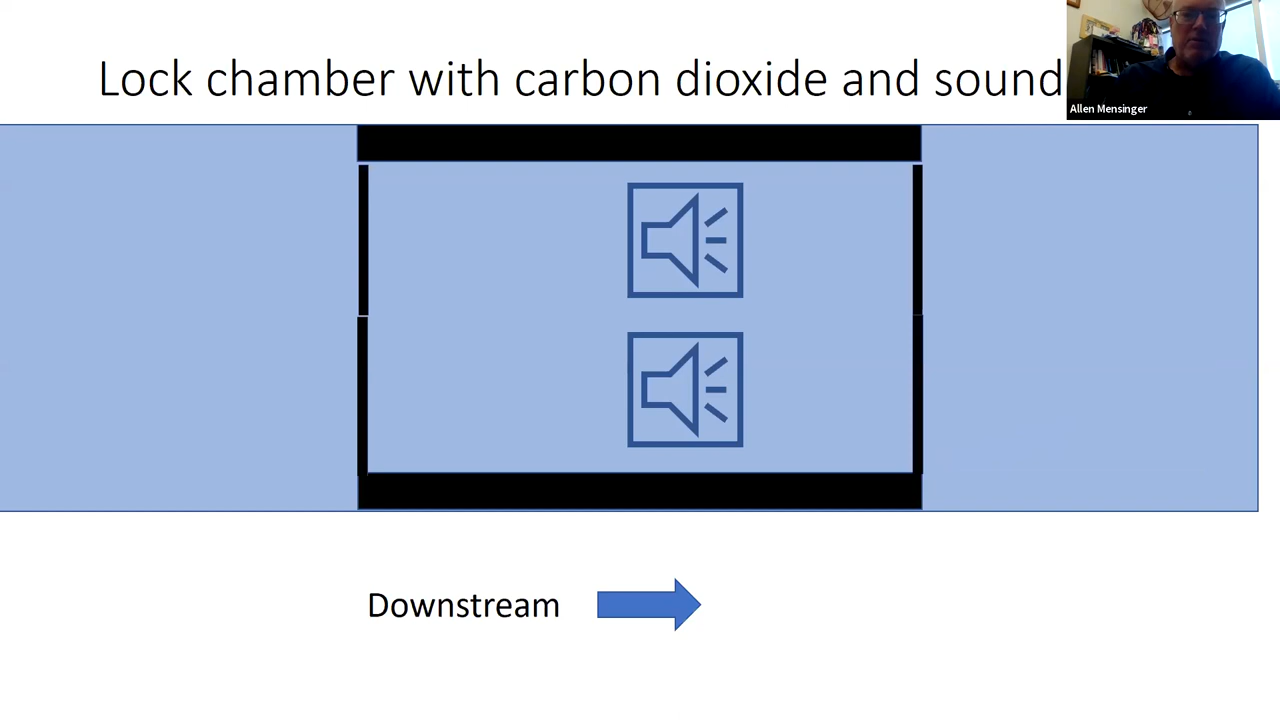 Lock chamber with carbon dioxide and sound
Allen Mensinger
Downstream